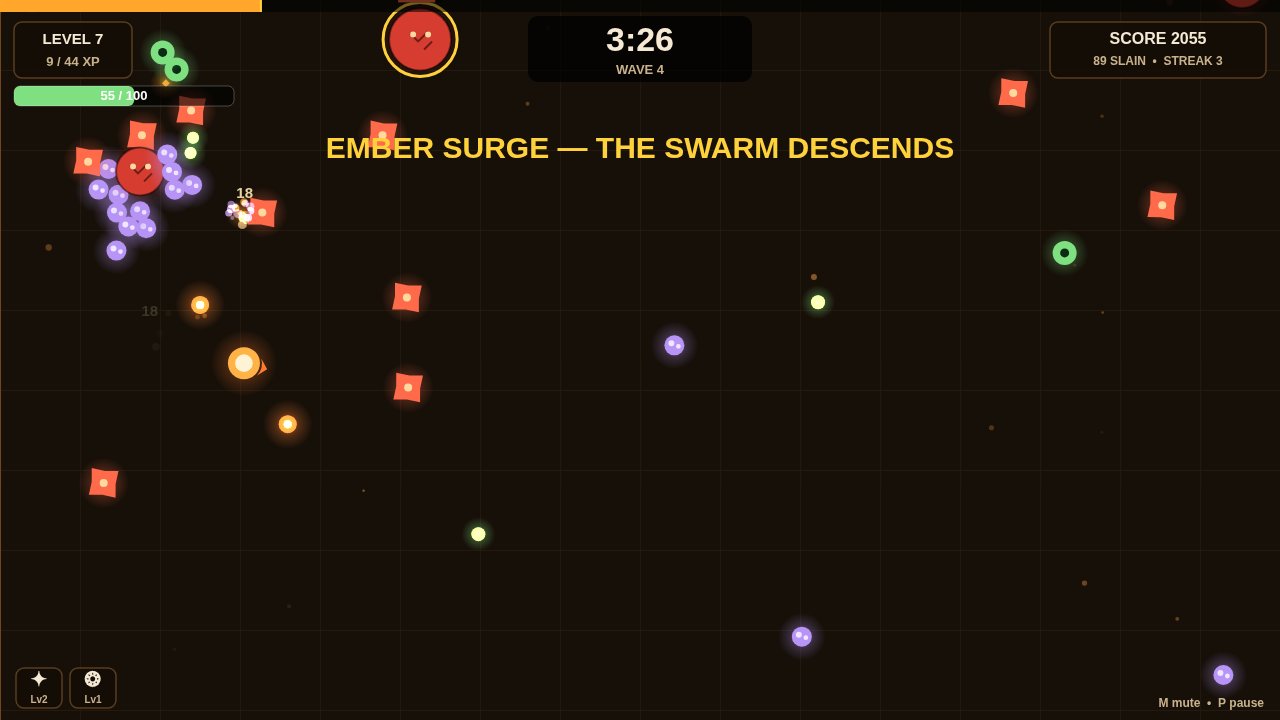 LEVEL 7
9 / 44 XP
55 / 100
3:26
WAVE 4
SCORE 2055
89 SLAIN • STREAK 3
EMBER SURGE — THE SWARM DESCENDS
18
18
Lv2
Lv1
M mute • P pause